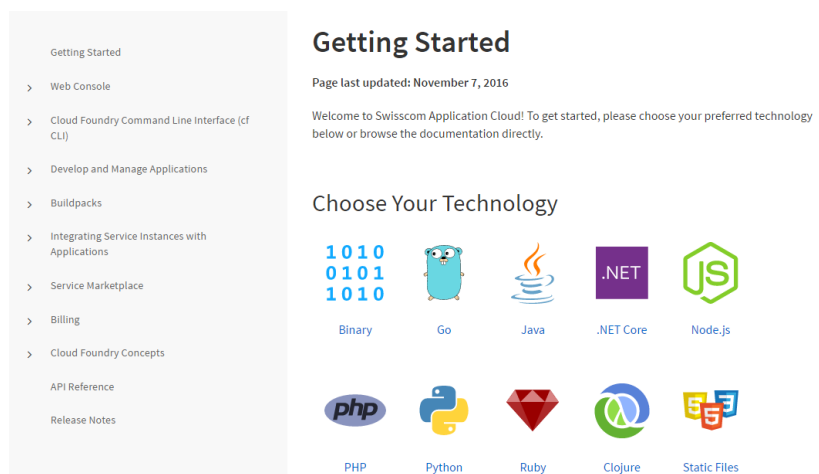 Getting Started
Web Console
Cloud Foundry Command Line Interface (cf
CLI)
Develop and Manage Applications
Buildpacks
Integrating Service Instances with
Applications
Service Marketplace
Billing
Cloud Foundry Concepts
API Reference
Release Notes
Getting Started
Page last updated: November 7, 2016
Welcome to Swisscom Application Cloud! To get started, please choose your preferred technology
below or browse the documentation directly.
Choose Your Technology
1010
0101
1010
.NET
JS
Binary
Go
Java
.NET Core
Node.js
php
5
5
3
PHP
Python
Ruby
Clojure
Static Files